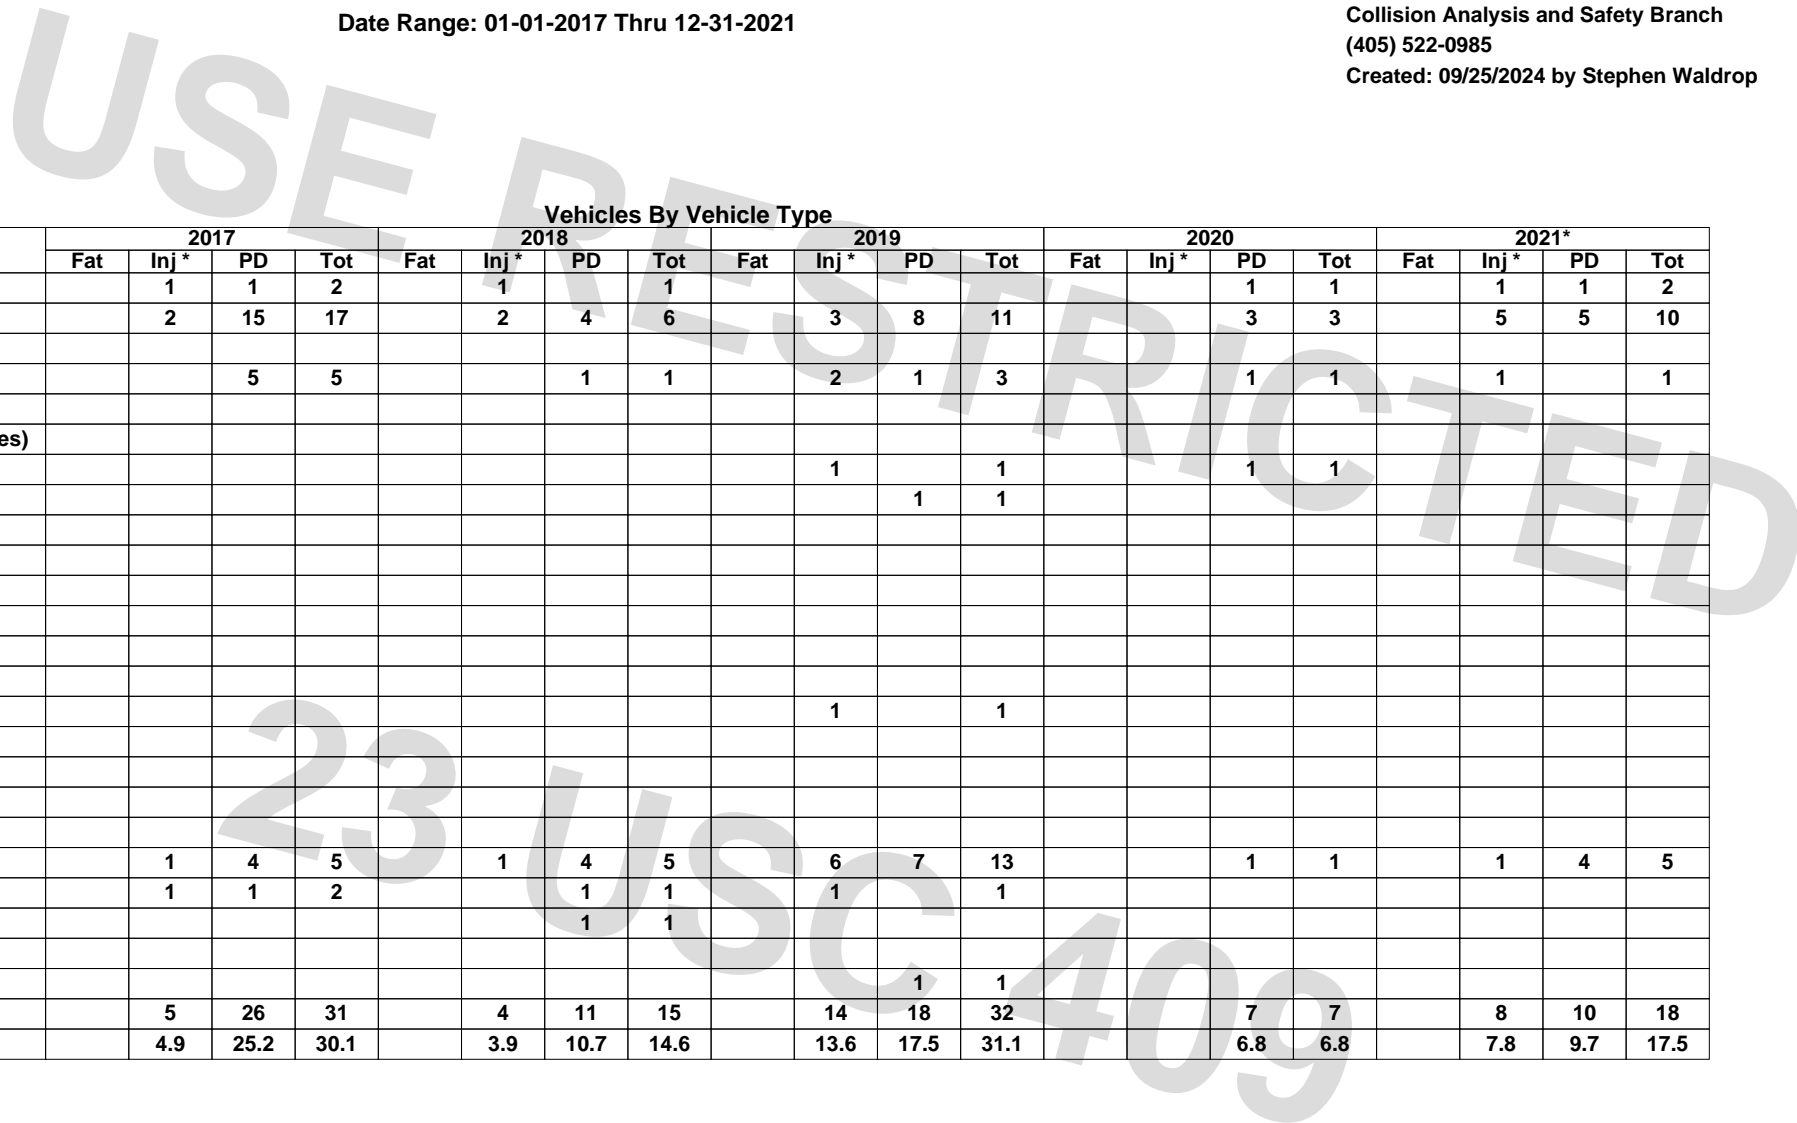 Date Range: 01-01-2017 Thru 12-31-2021
Collision Analysis and Safety Branch
(405) 522-0985
Created: 09/25/2024 by Stephen Waldrop
USE RESTRICTED
Vehicles By Vehicle Type
2017 2018 2019 2020 2021*
Fat Inj * PD Tot Fat Inj * PD Tot Fat Inj * PD Tot Fat Inj * PD Tot Fat Inj * PD Tot
1 1 2 1 1 1 1 1 1 2
2 15 17 2 4 6 3 8 11 3 3 5 5 10
5 5 1 1 2 1 3 1 1 1 1
es)
1 1 1 1
1 1
1 1
1 4 5 1 4 5 6 7 13 1 1 1 4 5
1 1 2 1 1 1 1
1 1
1 1
5 26 31 4 11 15 14 18 32 7 7 8 10 18
4.9 25.2 30.1 3.9 10.7 14.6 13.6 17.5 31.1 6.8 6.8 7.8 9.7 17.5
23 USC 409